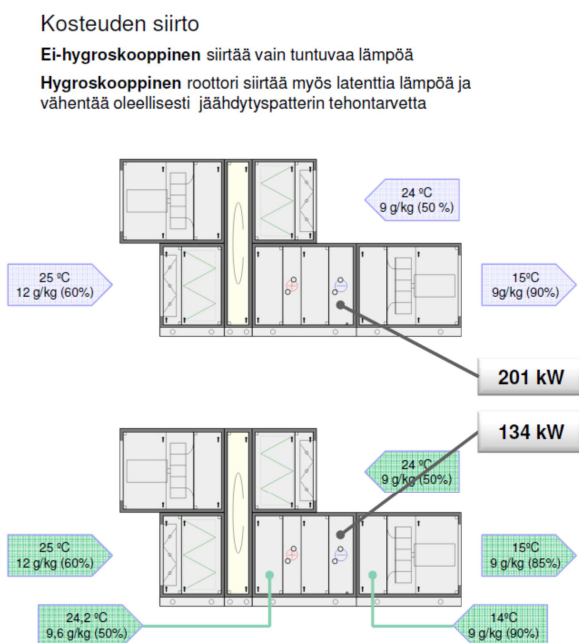 Kosteuden siirto
Ei-hygroskooppinen siirtää vain tuntuvaa lämpöä
Hygroskooppinen roottori siirtää myös latenttia lämpöä ja
vähentää oleellisesti jäähdytyspatterin tehontarvetta
24 ºC
9 g/kg (50 %)
25 ºC
12 g/kg (60%)
15ºC
9g/kg (90%)
201 kW
134 kW
24 ºC
9 g/kg (50%)
25 ºC
12 g/kg (60%)
15ºC
9 g/kg (85%)
24,2 ºC
9,6 g/kg (50%)
14ºC
9 g/kg (90%)